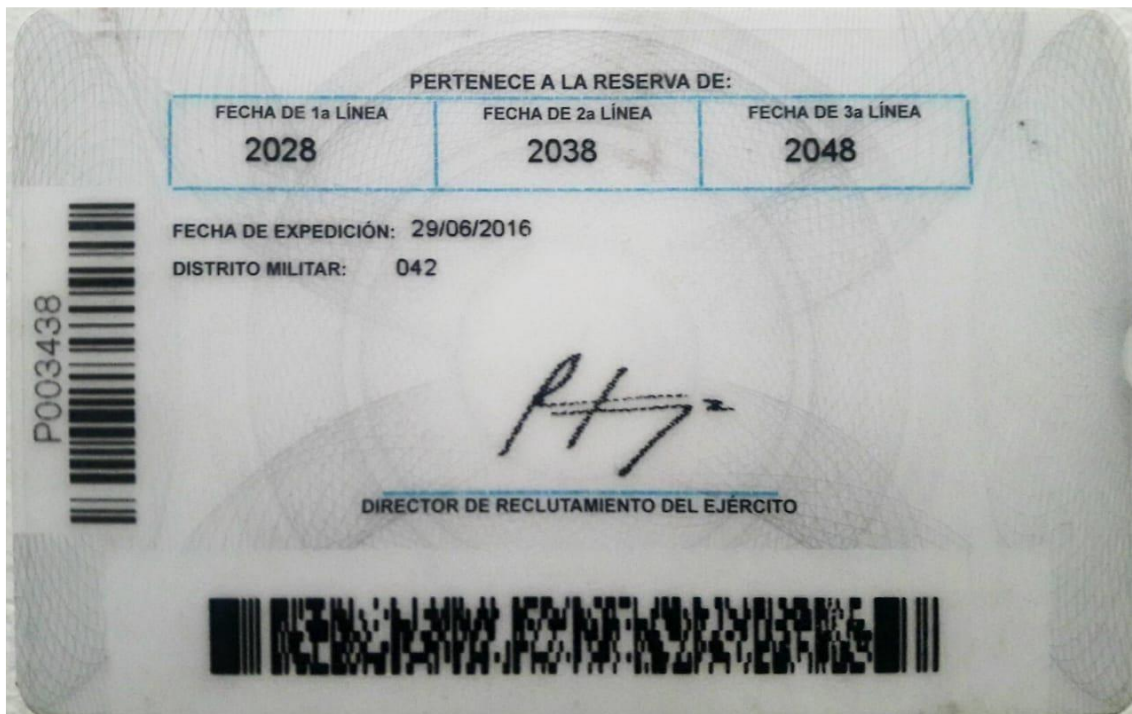 PERTENECE A LA RESERVA DE:
FECHA DE 1a LÍNEA FECHA DE 2a LÍNEA FECHA DE 3a LÍNEA
2028 2038 2048
FECHA DE EXPEDICIÓN: 29/06/2016
DISTRITO MILITAR: 042
P003438
DIRECTOR DE RECLUTAMIENTO DEL EJÉRCITO